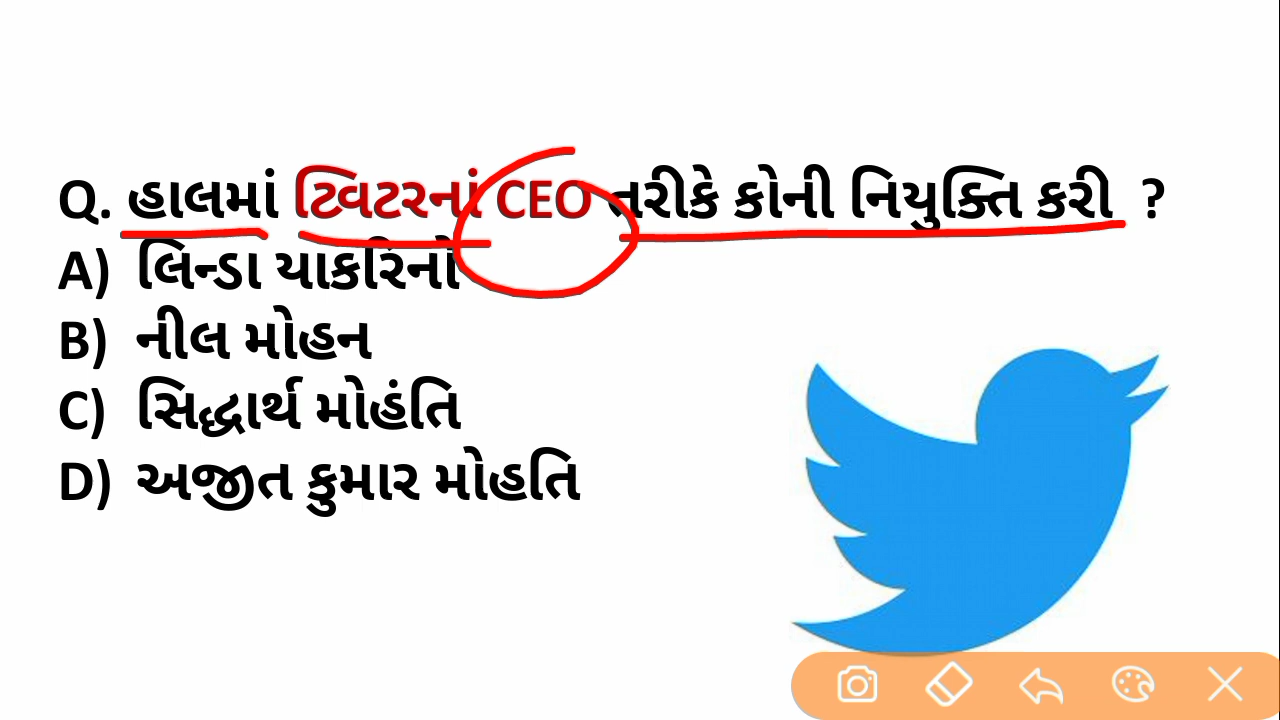 Q. હાલમાં ટ્વિટરનાં CEO તરીકે કોની નિયુક્તિ કરી ?
A) લિન્ડા યાકરિનો
B) નીલ મોહન
C) સિદ્ધાર્થ મોહંતિ
D) અજીત કુમાર મોહતિ